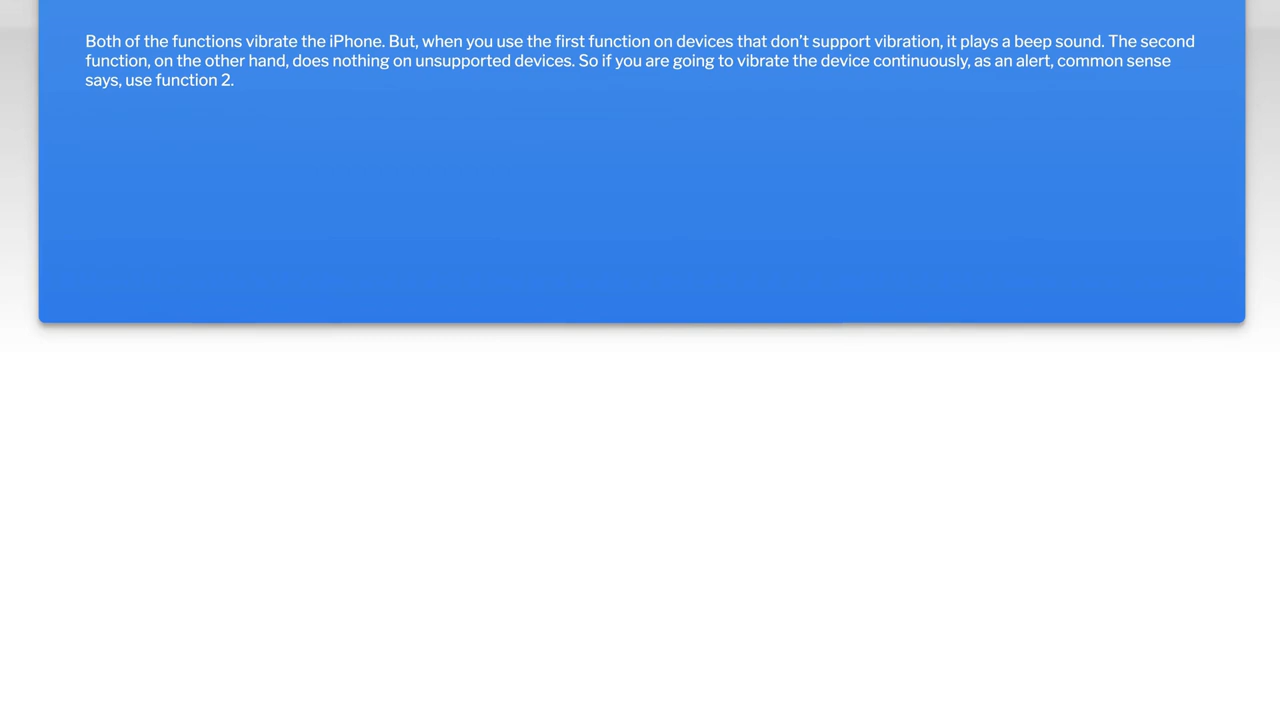 Both of the functions vibrate the iPhone. But, when you use the first function on devices that don’t support vibration, it plays a beep sound. The second
function, on the other hand, does nothing on unsupported devices. So if you are going to vibrate the device continuously, as an alert, common sense
says, use function 2.